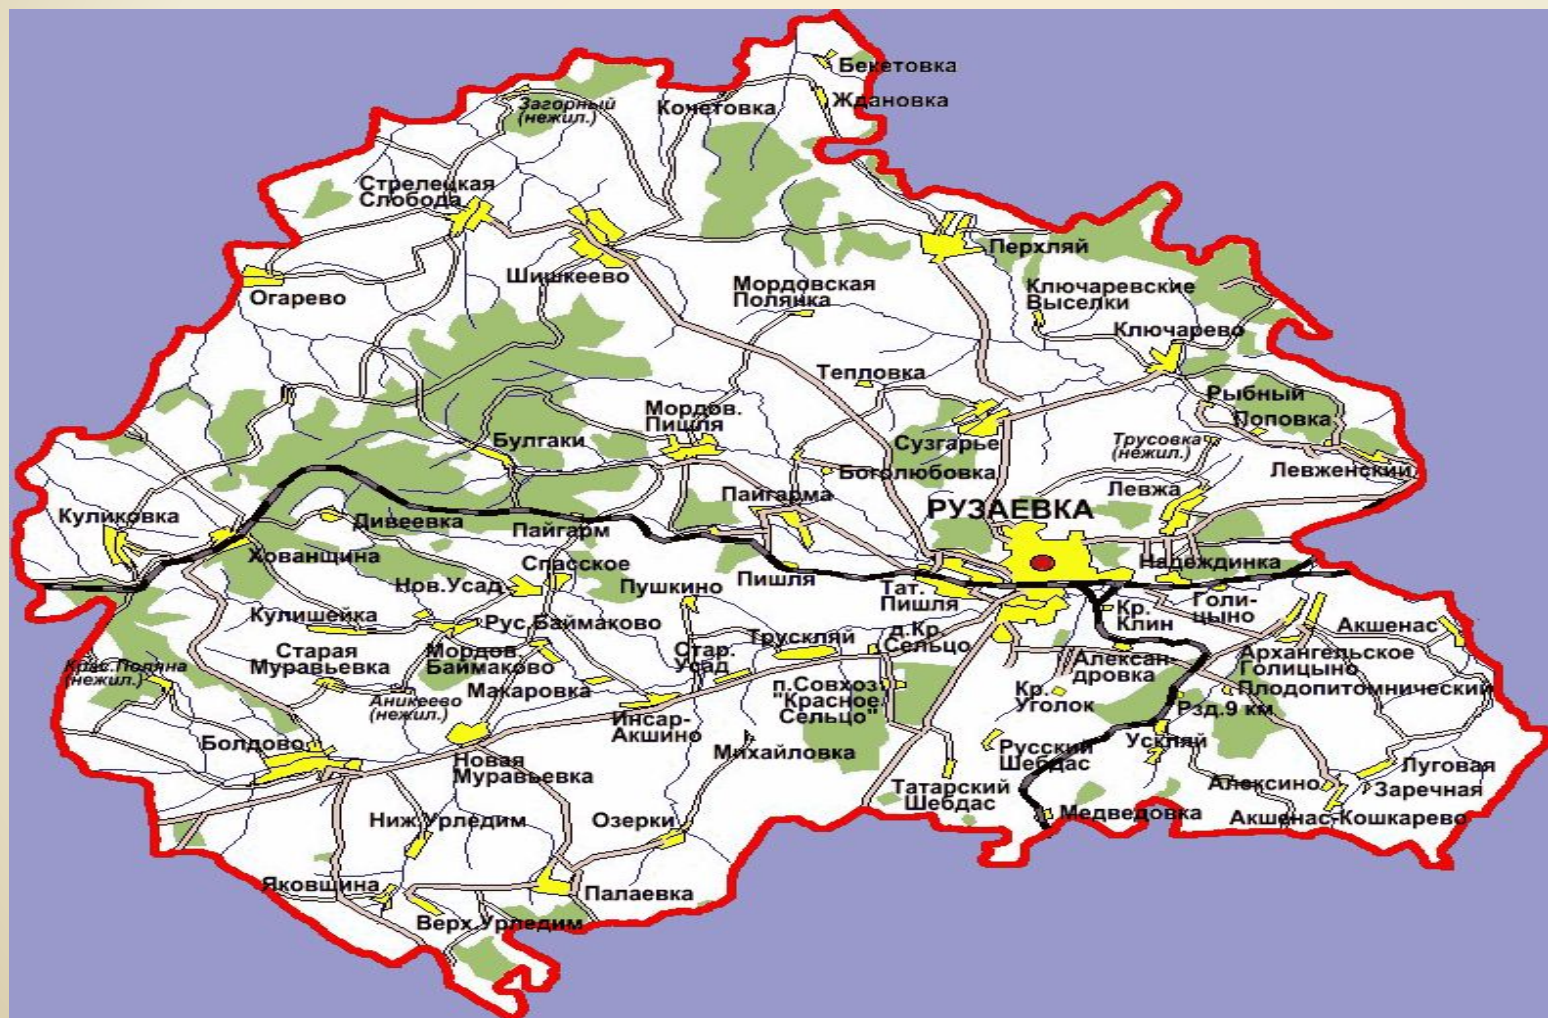 Бекетовка
Ждановка
Загорный
(нежил.)
Кочетовка
Стрелецкая
Слобода
Перхляй
Шишкеево
Огарево
Мордовская
Полянка
Ключаревские
Выселки
Ключарево
Тепловка
Рыбный
Поповка
Мордов.
Пишля
Булгаки
Сузгарье
Трусовка
(нежил.)
Боголюбовка
Левженский
Пайгарма
Левжа
РУЗАЕВКА
Куликовка
Дивеевка
Пайгарм
Хованщина
Спасское
Надеждинка
Нов.Усад
Пушкино
Пишля
Тат.
Пишля
Голи-
цыно
Кр.
Клин
Кулишейка
Рус.Баймаково
Трускляй
д.Кр.
Сельцо
Акшенас
Старая
Муравьевка
Мордов.
Баймаково
Стар.
Усад
Архангельское
Голицыно
Крас.Поляна
(нежил.)
Алексан-
дровка
Макаровка
п.Совхоз
"Красное
Сельцо"
Кр.
Уголок
Плодопитомнический
Аникеево
(нежил.)
Рзд.9 км
Инсар-
Акшино
Болдово
Михайловка
Русский
Шебдас
Ускляй
Новая
Муравьевка
Луговая
Татарский
Шебдас
Алексино
Заречная
Ниж.Урледим
Озерки
Медведовка
Акшенас-Кошкарево
Яковщина
Палаевка
Верх.Урледим